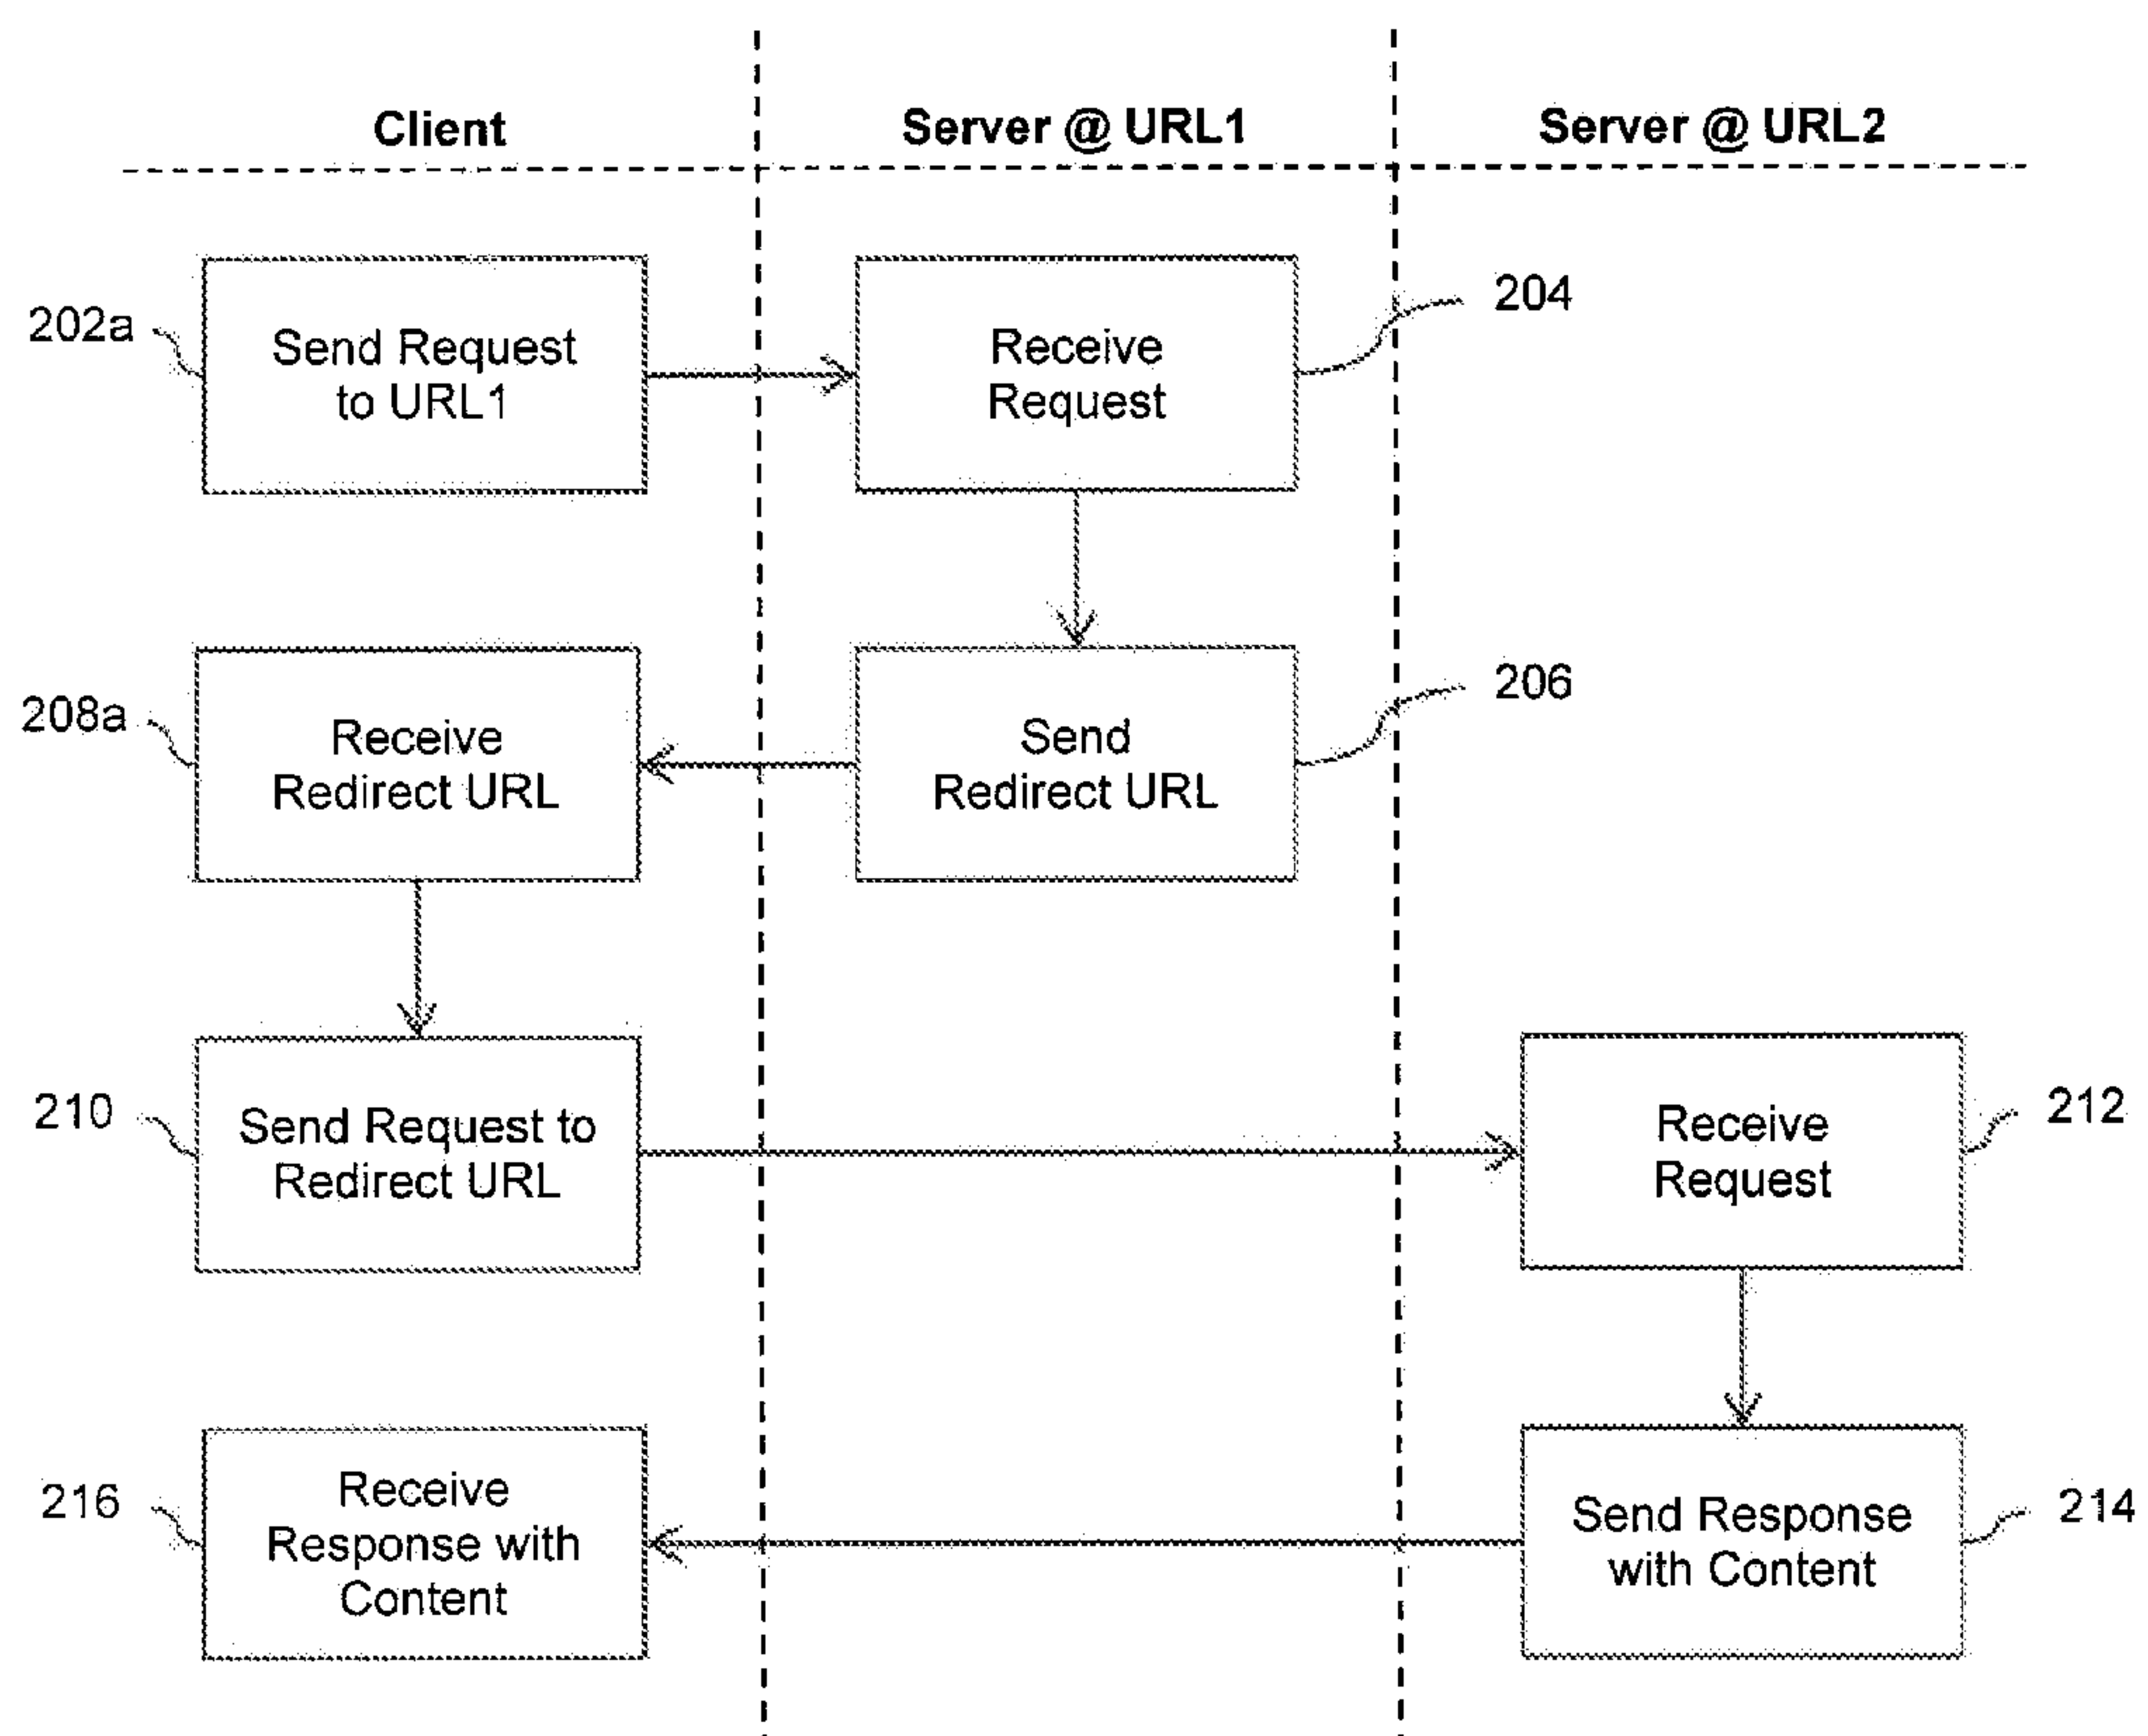 Client
Server @ URL1
Server @ URL2
202a
Send Request
to URL1
Receive
Request
204
208a
Receive
Redirect URL
Send
Redirect URL
206
210
Send Request to
Redirect URL
Receive
Request
212
216
Receive
Response with
Content
Send Response
with Content
214